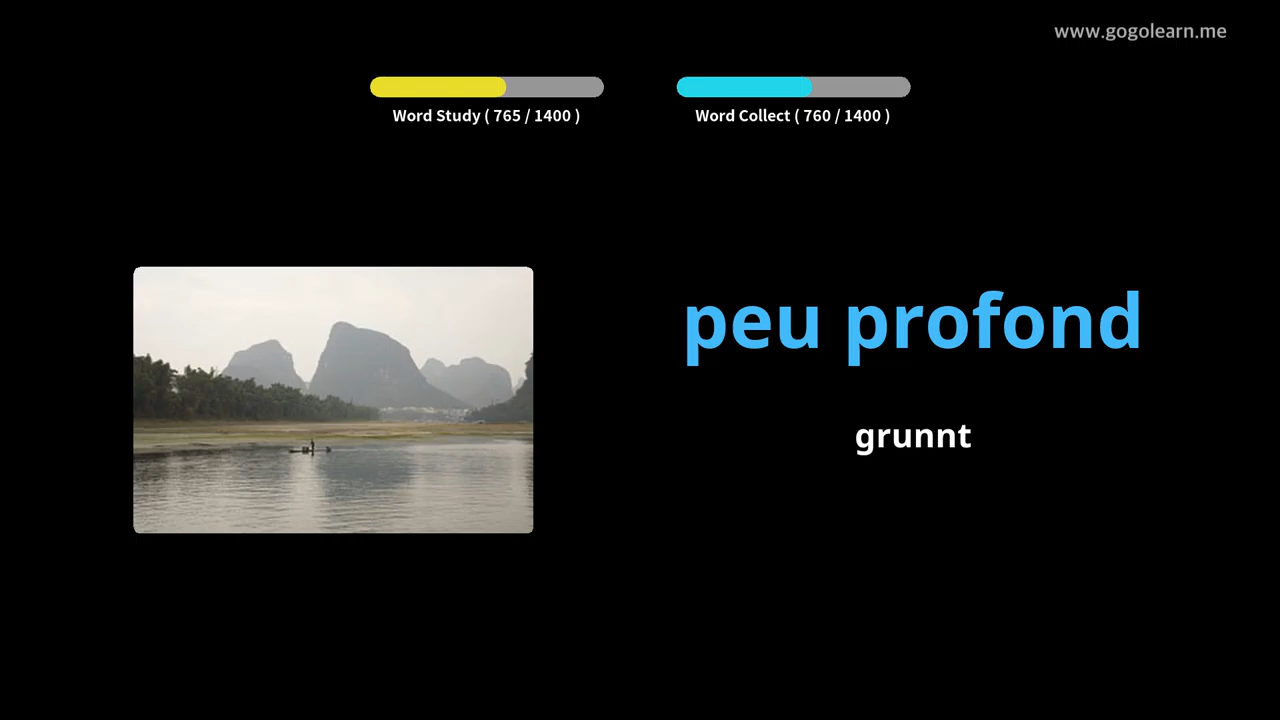 www.gogolearn.me
Word Study ( 765 / 1400 )
Word Collect ( 760 / 1400 )
peu profond
grunnt